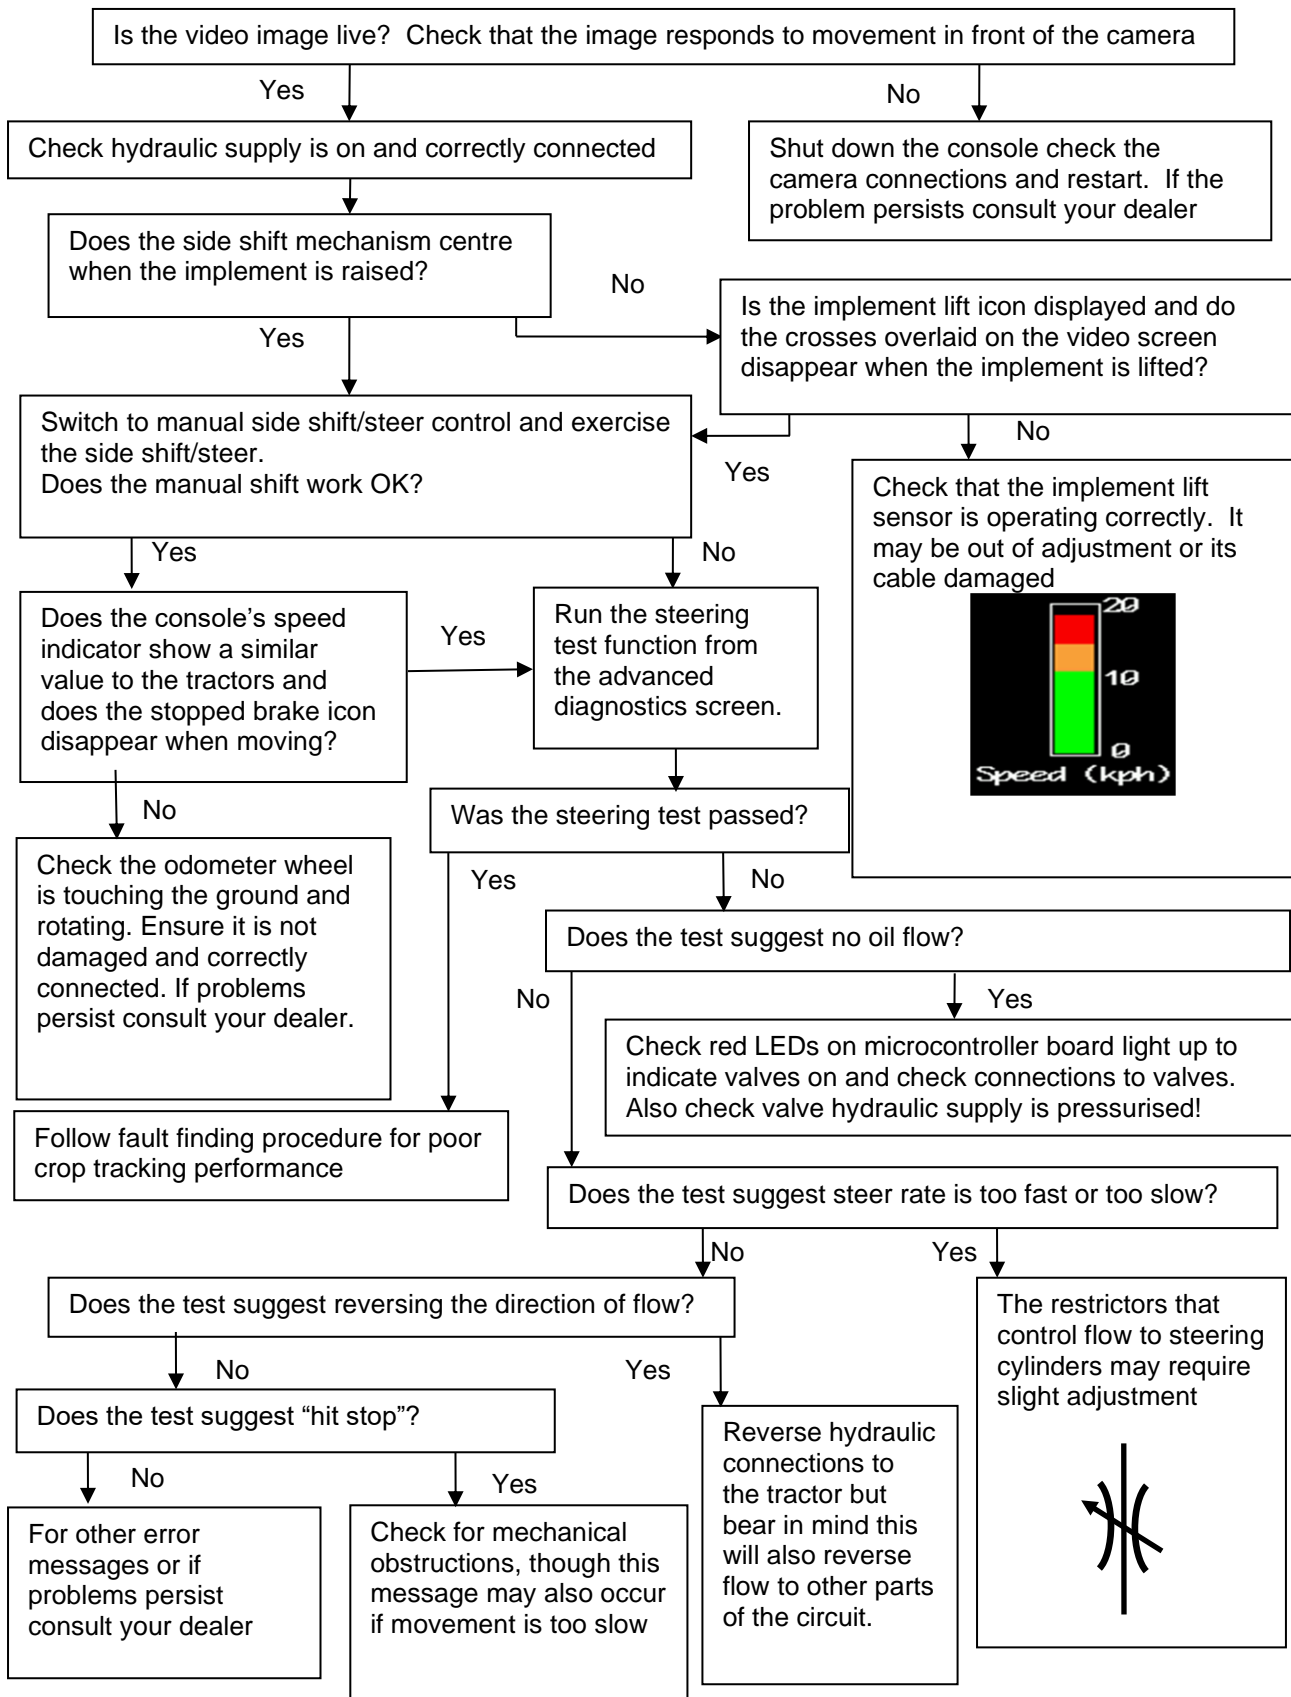 Is the video image live?  Check that the image responds to movement in front of the camera
Yes
No
Check hydraulic supply is on and correctly connected
Shut down the console check the
camera connections and restart.  If the
problem persists consult your dealer
Does the side shift mechanism centre
when the implement is raised?
No
Yes
Is the implement lift icon displayed and do
the crosses overlaid on the video screen
disappear when the implement is lifted?
Switch to manual side shift/steer control and exercise
the side shift/steer.
Does the manual shift work OK?
Yes
No
Check that the implement lift
sensor is operating correctly.  It
may be out of adjustment or its
cable damaged
20
10
0
Speed (kph)
Yes
No
Does the console's speed
indicator show a similar
value to the tractors and
does the stopped brake icon
disappear when moving?
Yes
Run the steering
test function from
the advanced
diagnostics screen.
No
Was the steering test passed?
Check the odometer wheel
is touching the ground and
rotating. Ensure it is not
damaged and correctly
connected. If problems
persist consult your dealer.
Yes
No
Does the test suggest no oil flow?
No
Yes
Check red LEDs on microcontroller board light up to
indicate valves on and check connections to valves.
Also check valve hydraulic supply is pressurised!
Follow fault finding procedure for poor
crop tracking performance
Does the test suggest steer rate is too fast or too slow?
No
Yes
Does the test suggest reversing the direction of flow?
The restrictors that
control flow to steering
cylinders may require
slight adjustment
No
Yes
Does the test suggest “hit stop”?
Reverse hydraulic
connections to
the tractor but
bear in mind this
will also reverse
flow to other parts
of the circuit.
No
Yes
For other error
messages or if
problems persist
consult your dealer
Check for mechanical
obstructions, though this
message may also occur
if movement is too slow